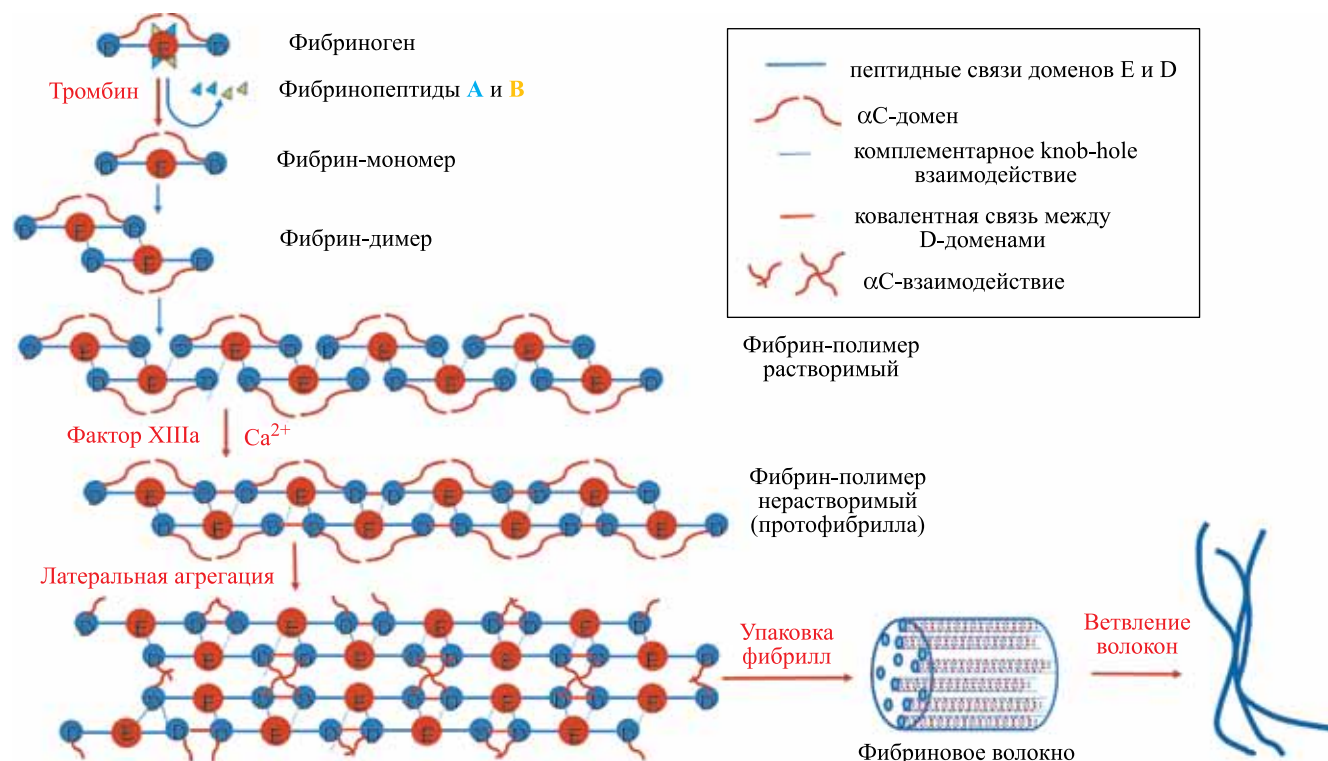 Фибриноген
Тромбин
Фибринопептиды А и В
Фибрин-мономер
Фибрин-димер
пептидные связи доменов E и D
αC-домен
комплементарное knob-hole
взаимодействие
ковалентная связь между
D-доменами
αC-взаимодействие
Фибрин-полимер
растворимый
Фактор XIIIa
Ca²⁺
Фибрин-полимер
нерастворимый
(протофибрилла)
Латеральная агрегация
Упаковка
фибрилл
Фибриновое волокно
Ветвление
волокон